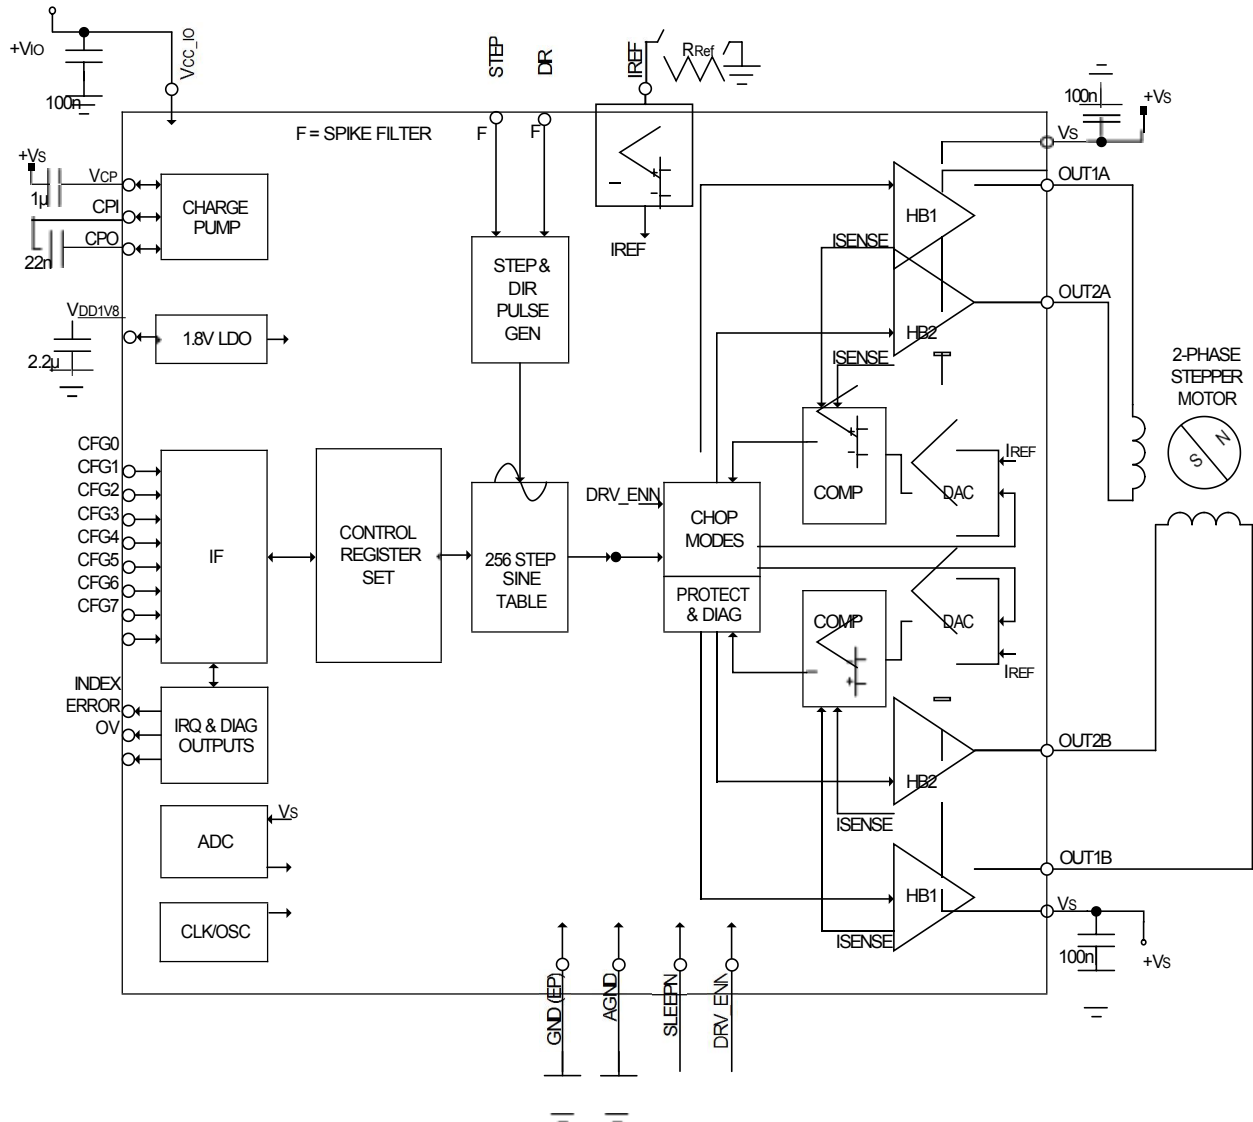 +VIO
VCC_IO
100n
STEP
DIR
IREF
RRef
100n
+VS
VS
F = SPIKE FILTER
F
F
+VS
VCP
1µ
CPI
CPO
22n
CHARGE
PUMP
OUT1A
HB1
IREF
ISENSE
STEP &
DIR
PULSE
GEN
OUT2A
HB2
VDD1V8
2.2µ
1.8V LDO
ISENSE
2-PHASE
STEPPER
MOTOR
N
S
CFG0
CFG1
CFG2
CFG3
CFG4
CFG5
CFG6
CFG7
IF
CONTROL
REGISTER
SET
256 STEP
SINE
TABLE
DRV_ENN
CHOP
MODES
PROTECT
& DIAG
+
−
COMP
DAC
IREF
COMP
−
+
DAC
IREF
INDEX
ERROR
OV
IRQ & DIAG
OUTPUTS
OUT2B
HB2
VS
ADC
ISENSE
OUT1B
HB1
VS
CLK/OSC
ISENSE
100n
+VS
GND (EP)
AGND
SLEEPN
DRV_ENN